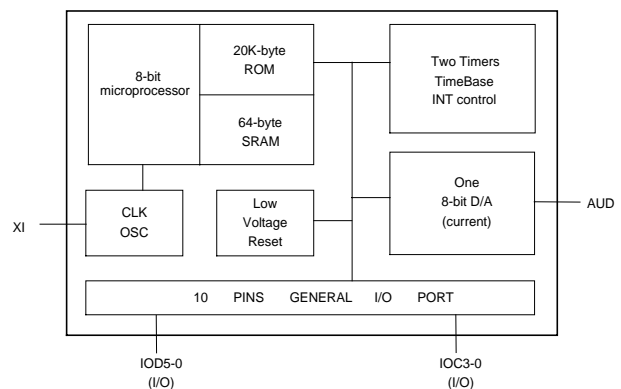 8-bit
microprocessor
20K-byte
ROM
64-byte
SRAM
Two Timers
TimeBase
INT control
CLK
OSC
Low
Voltage
Reset
One
8-bit D/A
(current)
XI
AUD
10 PINS GENERAL I/O PORT
IOD5-0
(I/O)
IOC3-0
(I/O)